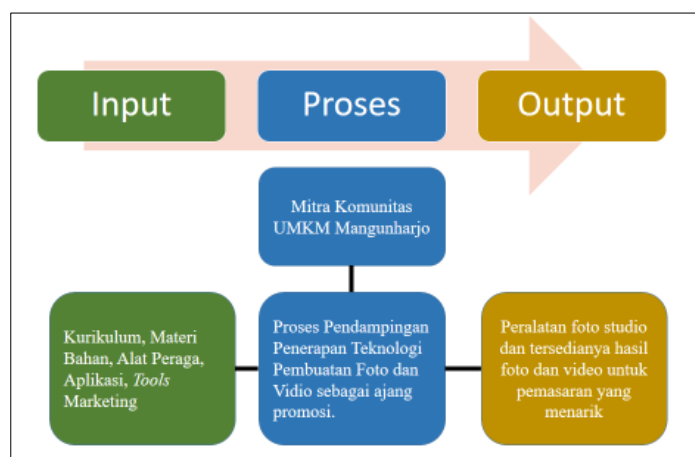 Input
Proses
Output
Mitra Komunitas
UMKM Mangunharjo
Kurikulum, Materi
Bahan, Alat Peraga,
Aplikasi, Tools
Marketing
Proses Pendampingan
Penerapan Teknologi
Pembuatan Foto dan
Vidio sebagai ajang
promosi.
Peralatan foto studio
dan tersedianya hasil
foto dan video untuk
pemasaran yang
menarik